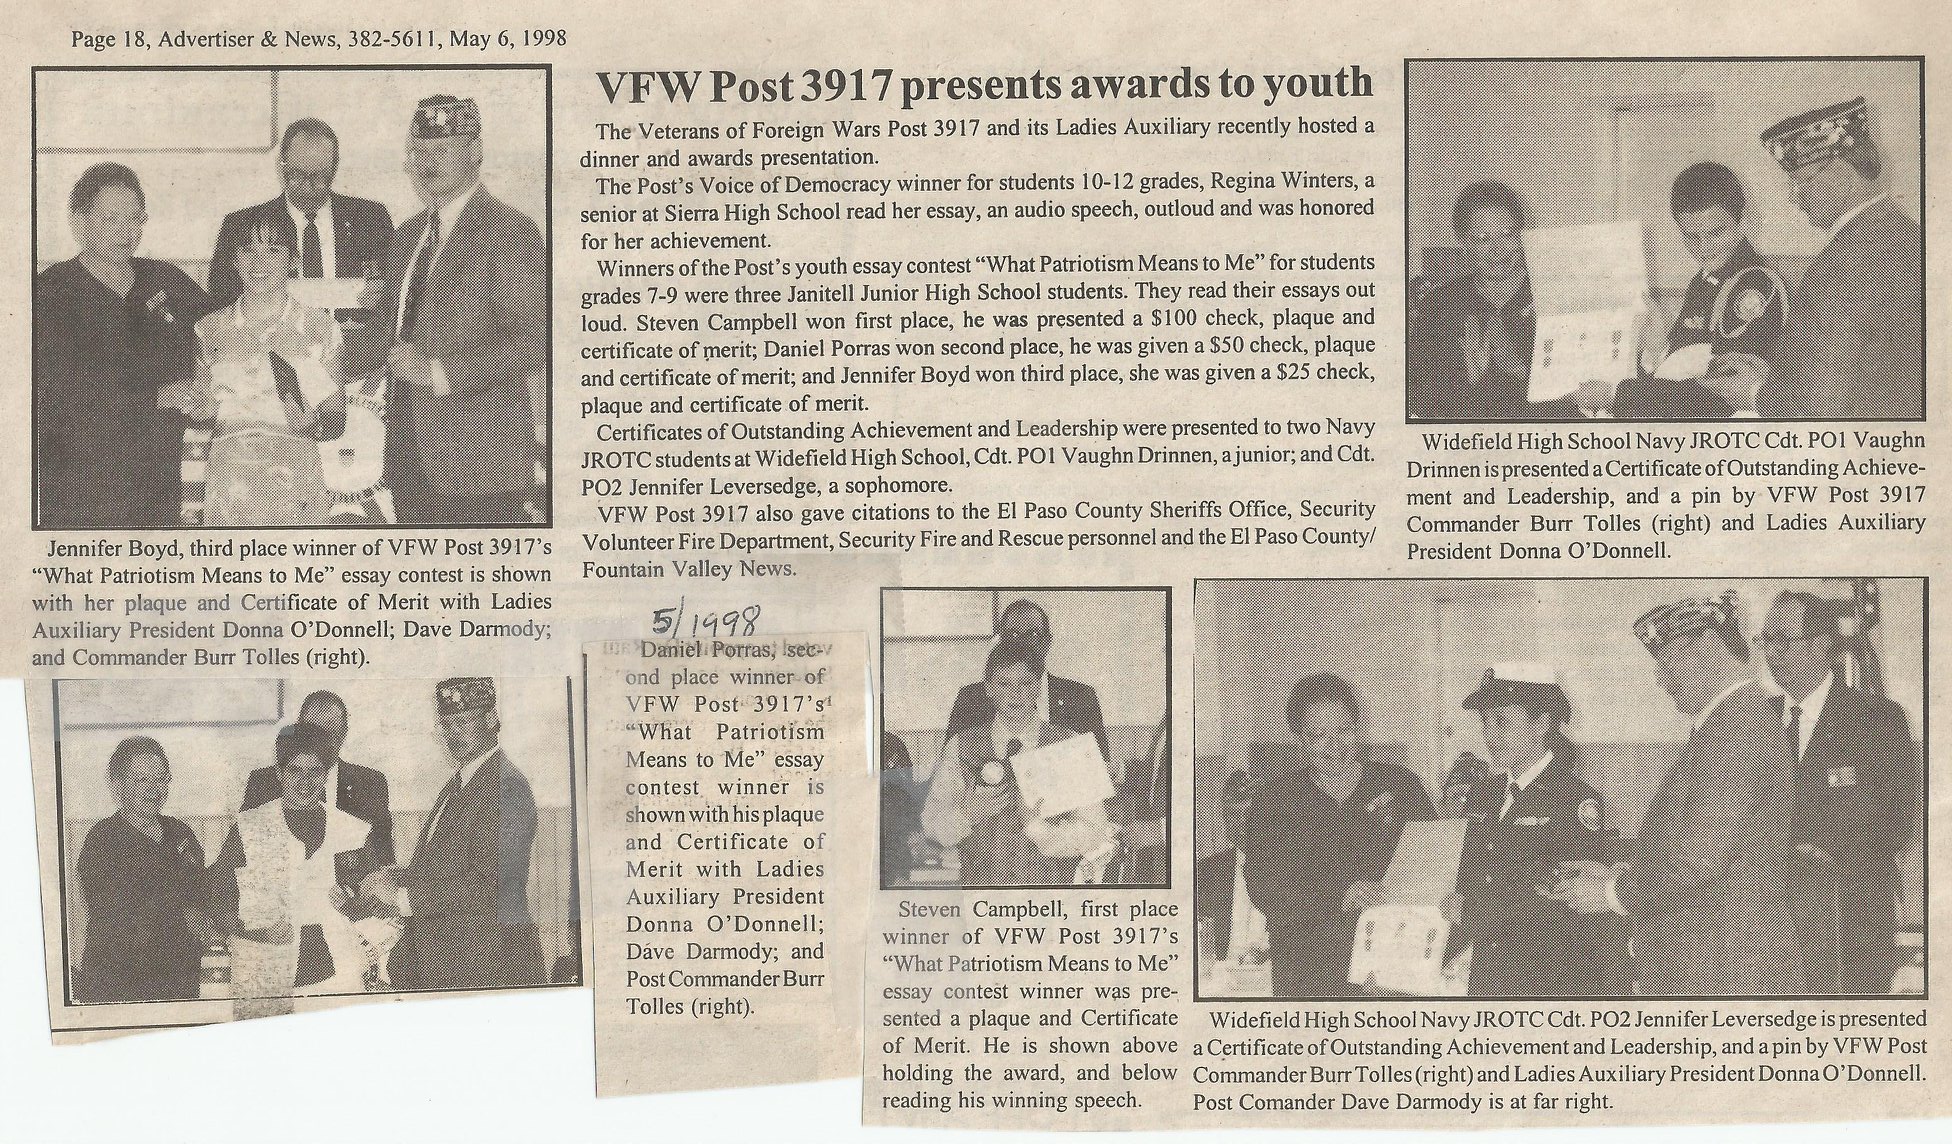 Page 18, Advertiser & News, 382-5611, May 6, 1998
VFW Post 3917 presents awards to youth
The Veterans of Foreign Wars Post 3917 and its Ladies Auxiliary recently hosted a
dinner and awards presentation.
The Post's Voice of Democracy winner for students 10-12 grades, Regina Winters, a
senior at Sierra High School read her essay, an audio speech, outloud and was honored
for her achievement.
Winners of the Post's youth essay contest "What Patriotism Means to Me" for students
grades 7-9 were three Janitell Junior High School students. They read their essays out
loud. Steven Campbell won first place, he was presented a $100 check, plaque and
certificate of merit; Daniel Porras won second place, he was given a $50 check, plaque
and certificate of merit; and Jennifer Boyd won third place, she was given a $25 check,
plaque and certificate of merit.
Certificates of Outstanding Achievement and Leadership were presented to two Navy
JROTC students at Widefield High School, Cdt. PO1 Vaughn Drinnen, a junior; and Cdt.
PO2 Jennifer Leversedge, a sophomore.
VFW Post 3917 also gave citations to the El Paso County Sheriffs Office, Security
Volunteer Fire Department, Security Fire and Rescue personnel and the El Paso County/
Fountain Valley News.
Jennifer Boyd, third place winner of VFW Post 3917's
"What Patriotism Means to Me" essay contest is shown
with her plaque and Certificate of Merit with Ladies
Auxiliary President Donna O'Donnell; Dave Darmody;
and Commander Burr Tolles (right).
Widefield High School Navy JROTC Cdt. PO1 Vaughn
Drinnen is presented a Certificate of Outstanding Achieve-
ment and Leadership, and a pin by VFW Post 3917
Commander Burr Tolles (right) and Ladies Auxiliary
President Donna O'Donnell.
5/1998
Daniel Porras, sec-
ond place winner of
VFW Post 3917's
"What Patriotism
Means to Me" essay
contest winner is
shown with his plaque
and Certificate of
Merit with Ladies
Auxiliary President
Donna O'Donnell;
Dave Darmody; and
Post Commander Burr
Tolles (right).
Steven Campbell, first place
winner of VFW Post 3917's
"What Patriotism Means to Me"
essay contest winner was pre-
sented a plaque and Certificate
of Merit. He is shown above
holding the award, and below
reading his winning speech.
Widefield High School Navy JROTC Cdt. PO2 Jennifer Leversedge is presented
a Certificate of Outstanding Achievement and Leadership, and a pin by VFW Post
Commander Burr Tolles (right) and Ladies Auxiliary President Donna O'Donnell.
Post Comander Dave Darmody is at far right.